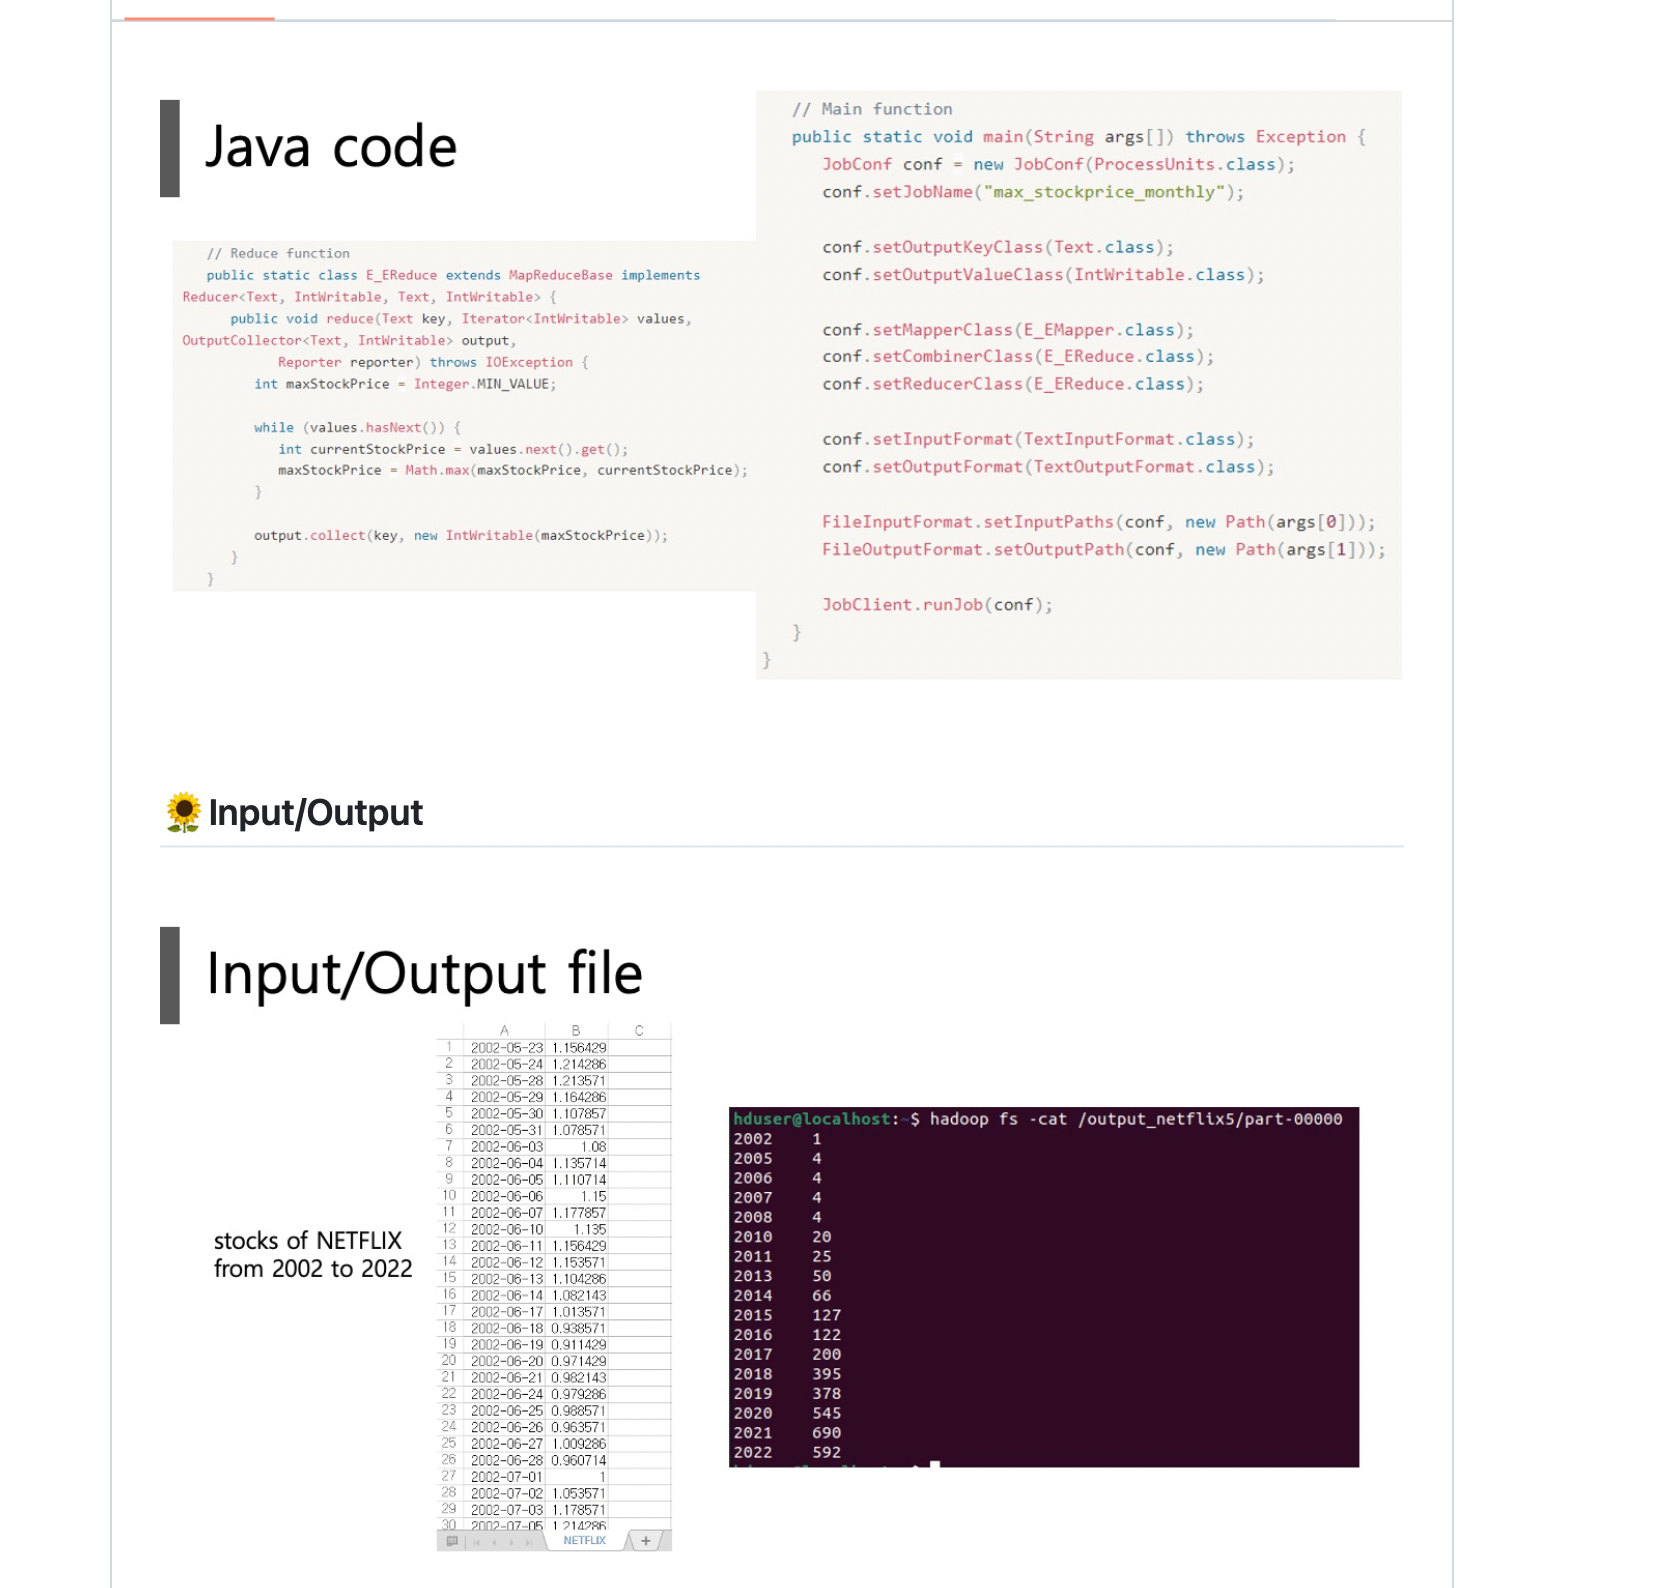 Java code
// Reduce function
public static class E_EReduce extends MapReduceBase implements
Reducer<Text, IntWritable, Text, IntWritable> {
public void reduce(Text key, Iterator<IntWritable> values,
OutputCollector<Text, IntWritable> output,
Reporter reporter) throws IOException {
int maxStockPrice = Integer.MIN_VALUE;
while (values.hasNext()) {
int currentStockPrice = values.next().get();
maxStockPrice = Math.max(maxStockPrice, currentStockPrice);
}
output.collect(key, new IntWritable(maxStockPrice));
}
}
// Main function
public static void main(String args[]) throws Exception {
JobConf conf = new JobConf(ProcessUnits.class);
conf.setJobName("max_stockprice_monthly");
conf.setOutputKeyClass(Text.class);
conf.setOutputValueClass(IntWritable.class);
conf.setMapperClass(E_EMapper.class);
conf.setCombinerClass(E_EReduce.class);
conf.setReducerClass(E_EReduce.class);
conf.setInputFormat(TextInputFormat.class);
conf.setOutputFormat(TextOutputFormat.class);
FileInputFormat.setInputPaths(conf, new Path(args[0]));
FileOutputFormat.setOutputPath(conf, new Path(args[1]));
JobClient.runJob(conf);
}
}
🌻 Input/Output
Input/Output file
stocks of NETFLIX
from 2002 to 2022
A B C
1 2002-05-23 1.156429
2 2002-05-24 1.214286
3 2002-05-28 1.213571
4 2002-05-29 1.164286
5 2002-05-30 1.107857
6 2002-05-31 1.078571
7 2002-06-03 1.08
8 2002-06-04 1.135714
9 2002-06-05 1.110714
10 2002-06-06 1.15
11 2002-06-07 1.177857
12 2002-06-10 1.135
13 2002-06-11 1.156429
14 2002-06-12 1.153571
15 2002-06-13 1.104286
16 2002-06-14 1.082143
17 2002-06-17 1.013571
18 2002-06-18 0.938571
19 2002-06-19 0.911429
20 2002-06-20 0.971429
21 2002-06-21 0.982143
22 2002-06-24 0.979286
23 2002-06-25 0.988571
24 2002-06-26 0.963571
25 2002-06-27 1.009286
26 2002-06-28 0.960714
27 2002-07-01 1
28 2002-07-02 1.053571
29 2002-07-03 1.178571
30 2002-07-05 1.214286
NETFLIX +
hduser@localhost:~$ hadoop fs -cat /output_netflix5/part-00000
2002 1
2005 4
2006 4
2007 4
2008 4
2010 20
2011 25
2013 50
2014 66
2015 127
2016 122
2017 200
2018 395
2019 378
2020 545
2021 690
2022 592